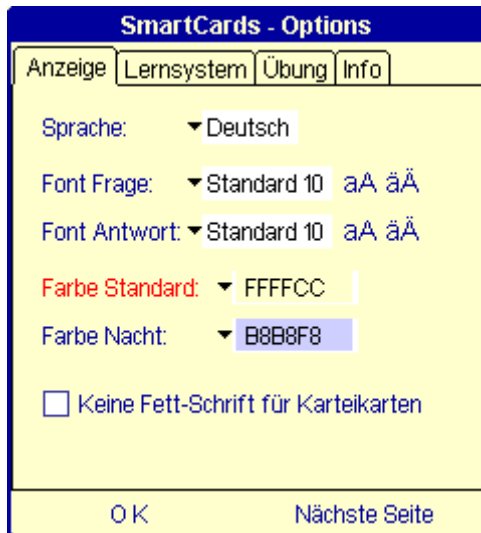 SmartCards - Options
Anzeige Lernsystem Übung Info
Sprache: Deutsch
Font Frage: Standard 10 aA äÄ
Font Antwort: Standard 10 aA äÄ
Farbe Standard: FFFFCC
Farbe Nacht: B8B8F8
Keine Fett-Schrift für Karteikarten
OK Nächste Seite